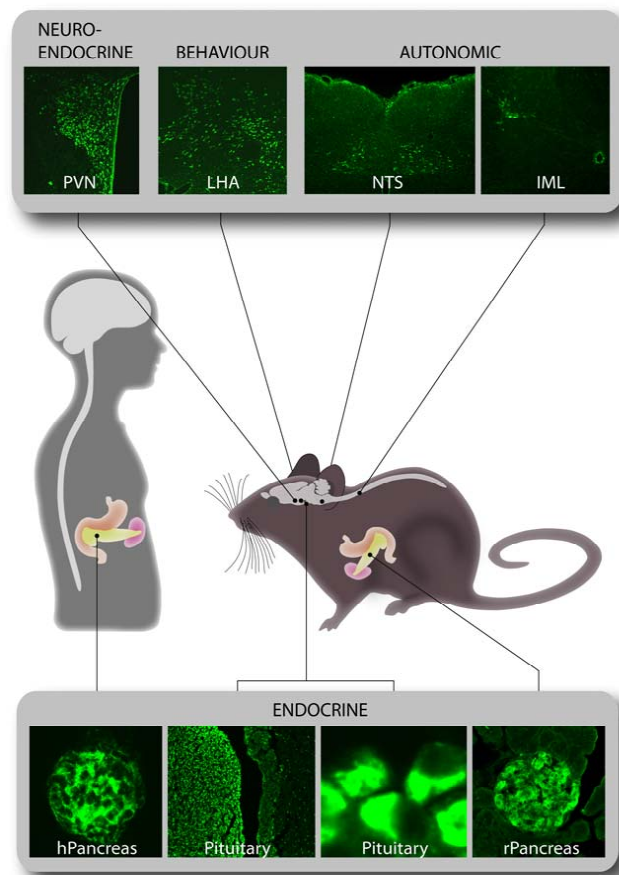 NEURO-
ENDOCRINE
BEHAVIOUR
AUTONOMIC
PVN
LHA
NTS
IML
ENDOCRINE
hPancreas
Pituitary
Pituitary
rPancreas